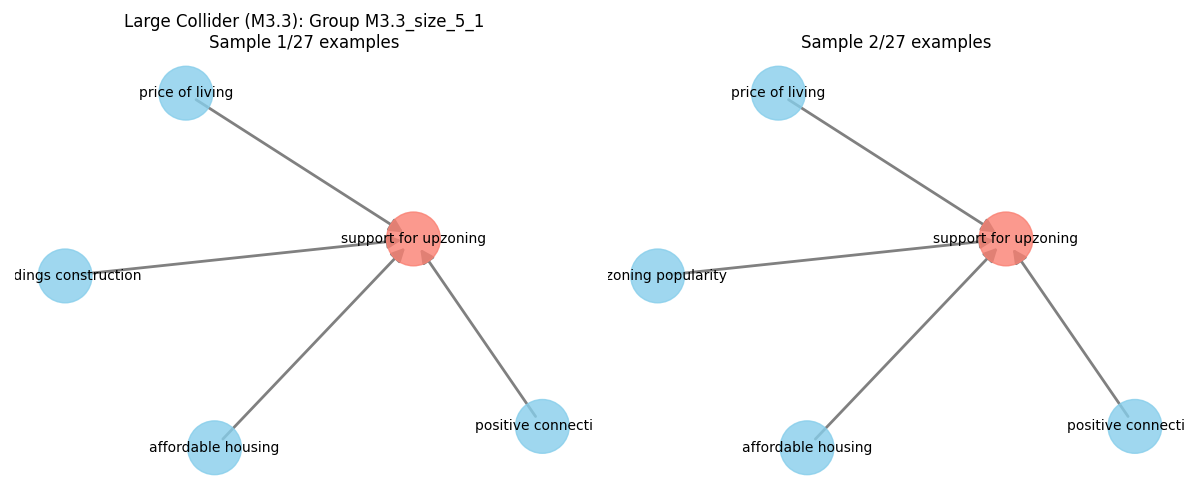 Large Collider (M3.3): Group M3.3_size_5_1
Sample 1/27 examples
price of living
support for upzoning
dings construction
affordable housing
positive connecti
Sample 2/27 examples
price of living
support for upzoning
zoning popularity
affordable housing
positive connecti